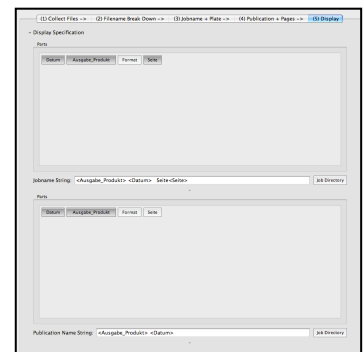 (1) Collect Files -> (2) Filename Break Down -> (3) Jobname + Plate -> (4) Publication + Pages -> (5) Display
Display Specification
Parts
Datum Ausgabe_Produkt Format Seite
Jobname String: <Ausgabe_Produkt> <Datum> Seite<Seite> Job Directory
Parts
Datum Ausgabe_Produkt Format Seite
Publication Name String: <Ausgabe_Produkt> <Datum> Job Directory